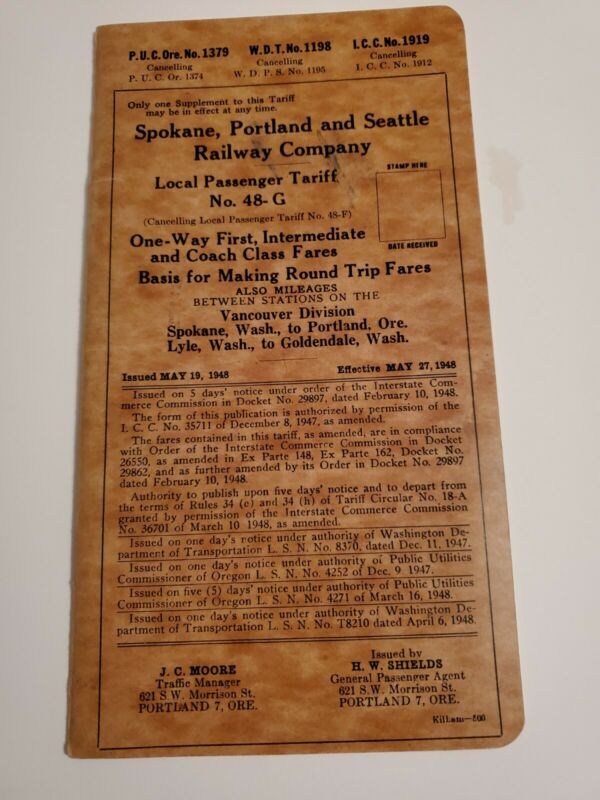 P.U.C.Ore.No.1379 W.D.T.No.1198 I.C.C.No.1919
Cancelling Cancelling Cancelling
P. U. C. Or. 1374 W. D. P. S. No. 1195 I. C. C. No. 1912
Only one Supplement to this Tariff
may be in effect at any time.
Spokane, Portland and Seattle
Railway Company
Local Passenger Tariff
No. 48-G
(Cancelling Local Passenger Tariff No. 48-F)
STAMP HERE
DATE RECEIVED
One-Way First, Intermediate
and Coach Class Fares
Basis for Making Round Trip Fares
ALSO MILEAGES
BETWEEN STATIONS ON THE
Vancouver Division
Spokane, Wash., to Portland, Ore.
Lyle, Wash., to Goldendale, Wash.
Issued MAY 19, 1948 Effective MAY 27, 1948
Issued on 5 days' notice under order of the Interstate Com-
merce Commission in Docket No. 29897, dated February 10, 1948.
The form of this publication is authorized by permission of the
I. C. C. No. 35711 of December 8, 1947, as amended.
The fares contained in this tariff, as amended, are in compliance
with Order of the Interstate Commerce Commission in Docket
26550, as amended in Ex Parte 148, Ex Parte 162, Docket No.
29862, and as further amended by its Order in Docket No. 29897
dated February 10, 1948.
Authority to publish upon five days' notice and to depart from
the terms of Rules 34 (c) and 34 (h) of Tariff Circular No. 18-A
granted by permission of the Interstate Commerce Commission
No. 36701 of March 10 1948, as amended.
Issued on one day's notice under authority of Washington De-
partment of Transportation L. S. N. No. 8370, dated Dec. 11, 1947.
Issued on one day's notice under authority of Public Utilities
Commissioner of Oregon L. S. N. No. 4252 of Dec. 9 1947.
Issued on five (5) days' notice under authority of Public Utilities
Commissioner of Oregon L. S. N. No. 4271 of March 16, 1948.
Issued on one day's notice under authority of Washington De-
partment of Transportation L. S. N. No. T8210 dated April 6, 1948.
J. C. MOORE
Traffic Manager
621 S.W. Morrison St.
PORTLAND 7, ORE.
Issued by
H. W. SHIELDS
General Passenger Agent
621 S.W. Morrison St.
PORTLAND 7, ORE.
Kilham—500